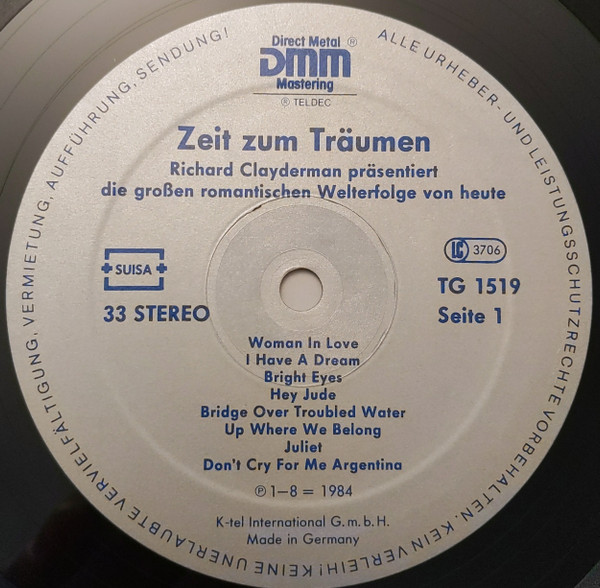 ALLE URHEBER- UND LEISTUNGSSCHUTZRECHTE VORBEHALTEN. KEIN VERLEIH! KEINE UNERLAUBTE VERVIELFÄLTIGUNG, VERMIETUNG, AUFFÜHRUNG, SENDUNG!
Direct Metal ®
DMM
Mastering
® TELDEC
Zeit zum Träumen
Richard Clayderman präsentiert
die großen romantischen Welterfolge von heute
SUISA
LC 3706
TG 1519
33 STEREO
Seite 1
Woman In Love
I Have A Dream
Bright Eyes
Hey Jude
Bridge Over Troubled Water
Up Where We Belong
Juliet
Don't Cry For Me Argentina
℗ 1–8 = 1984
K-tel International G.m.b.H.
Made in Germany